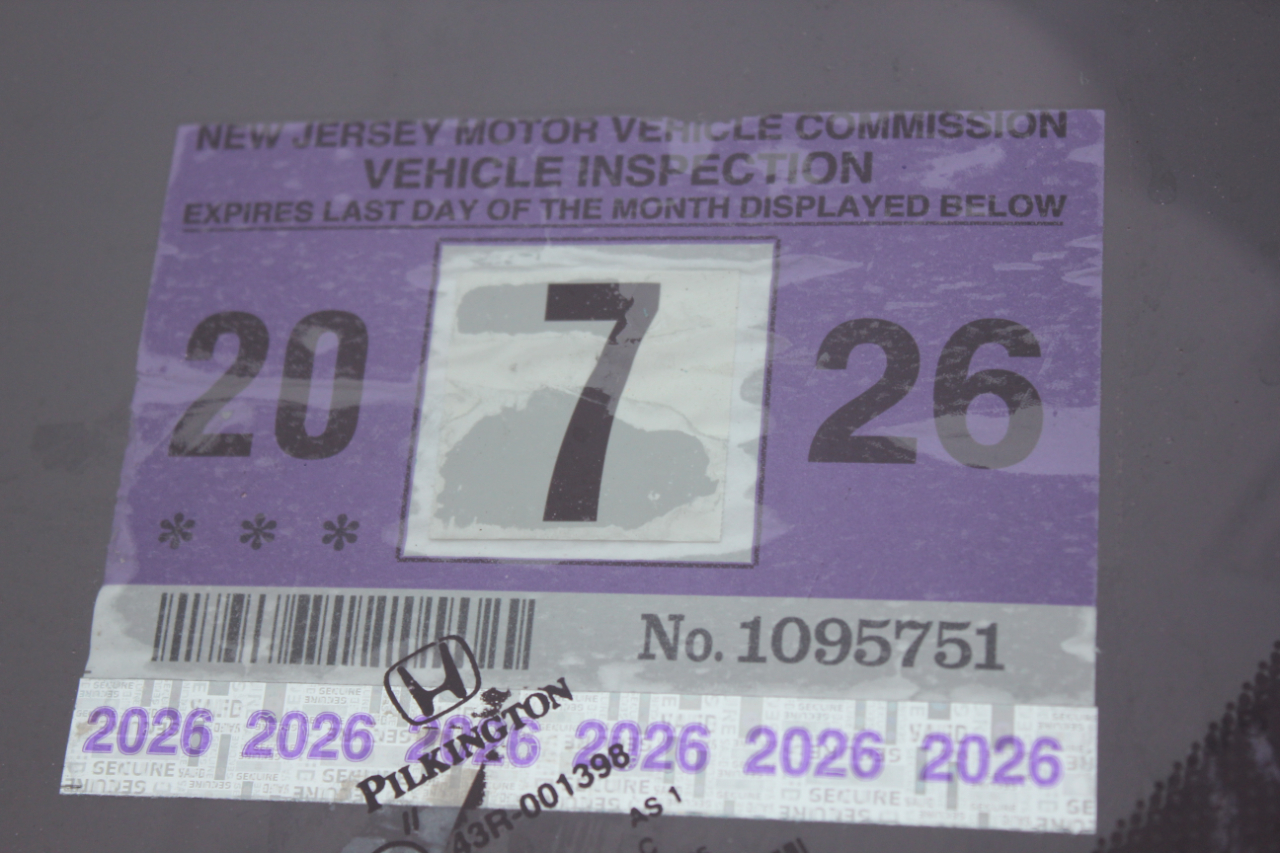 NEW JERSEY MOTOR VEHICLE COMMISSION
VEHICLE INSPECTION
EXPIRES LAST DAY OF THE MONTH DISPLAYED BELOW
20 7 26
* * *
No. 1095751
2026 2026 2026 2026 2026 2026
SECURE
PILKINGTON
43R-001398
AS 1